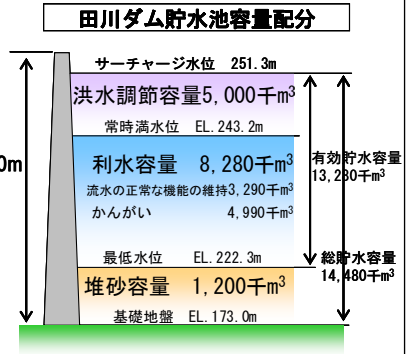 田川ダム貯水池容量配分
サーチャージ水位 251.3m
洪水調節容量5,000千m³
常時満水位 EL.243.2m
0m
利水容量 8,280千m³
有効貯水容量
13,280千m³
流水の正常な機能の維持3,290千m³
かんがい 4,990千m³
最低水位 EL.222.3m
総貯水容量
14,480千m³
堆砂容量 1,200千m³
基礎地盤 EL.173.0m